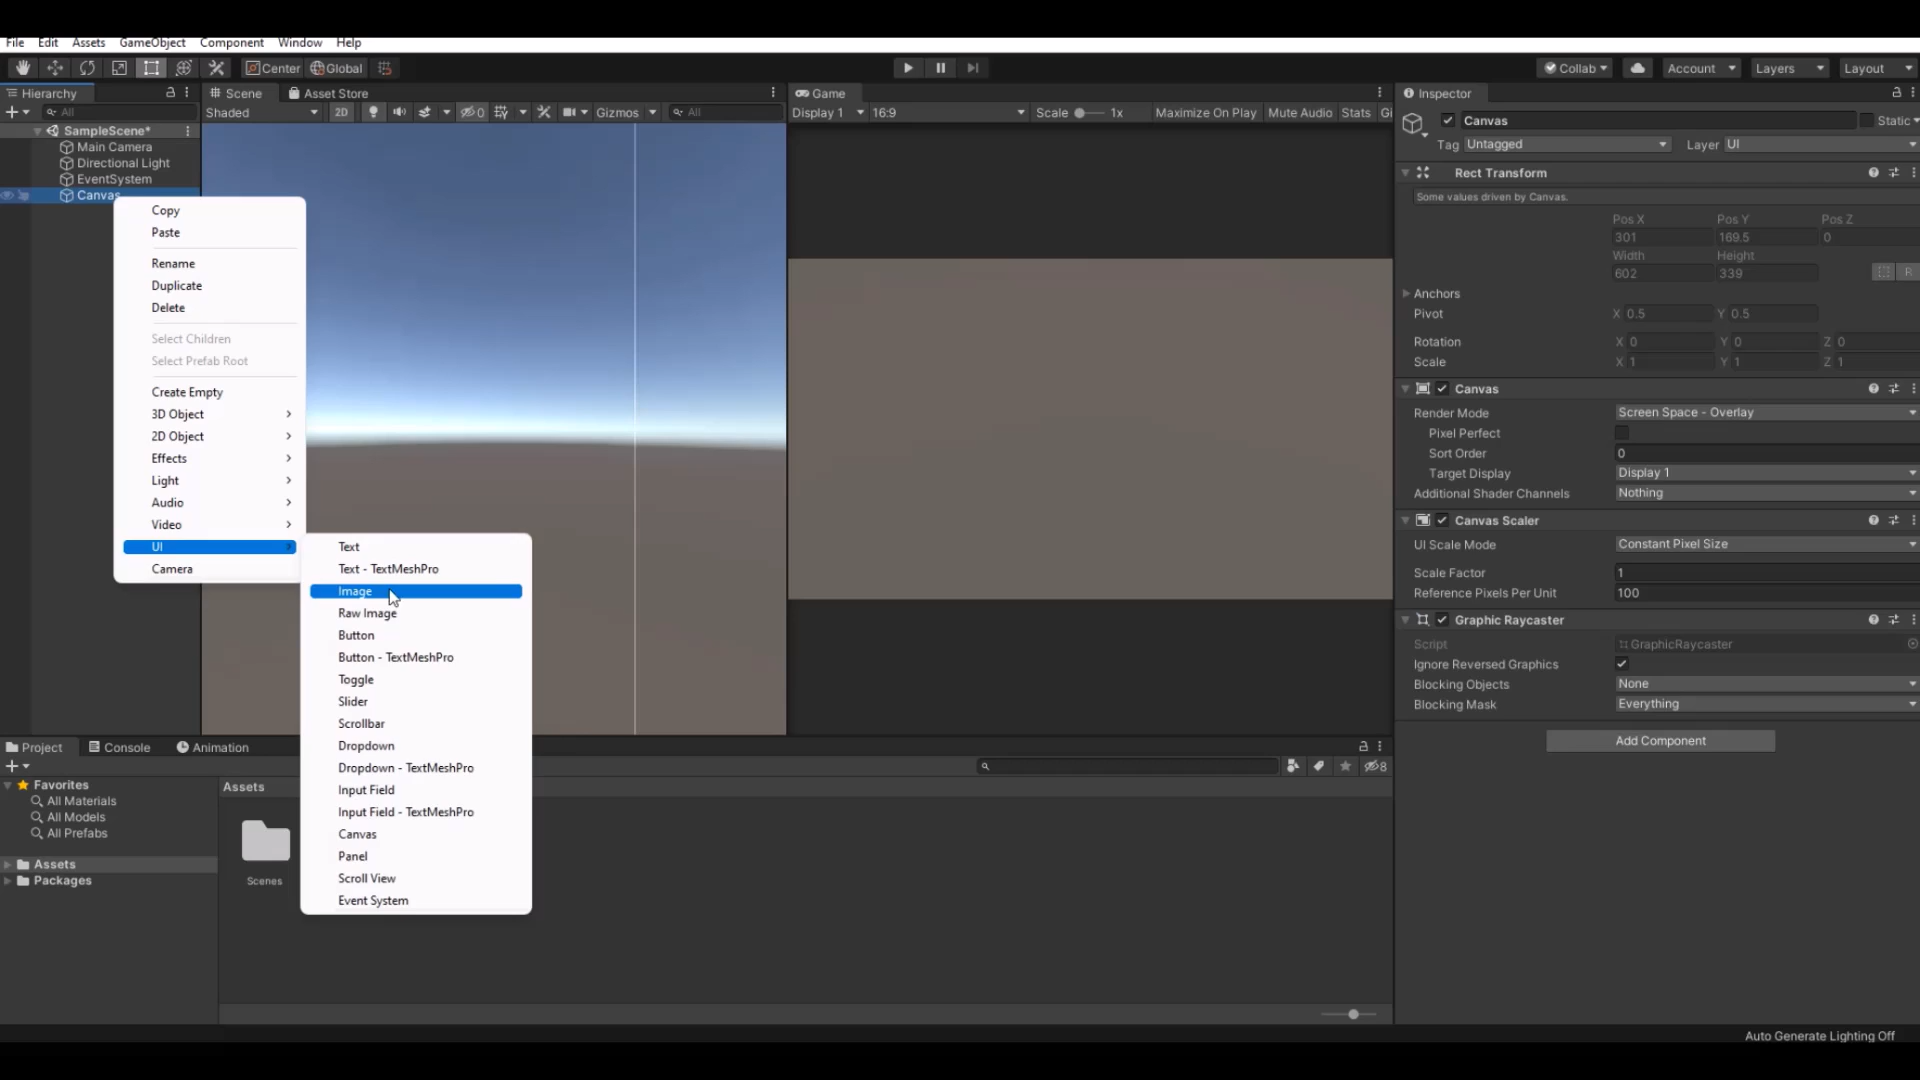 File Edit Assets GameObject Component Window Help
Center Global Collab Account Layers Layout
Hierarchy Scene Asset Store Game Inspector
All Shaded 2D 0 Gizmos All Display 1 16:9 Scale 1x Maximize On Play Mute Audio Stats Gi
SampleScene*
Main Camera
Directional Light
EventSystem
Canvas
Copy
Paste
Rename
Duplicate
Delete
Select Children
Select Prefab Root
Create Empty
3D Object
2D Object
Effects
Light
Audio
Video
UI
Camera
Text
Text - TextMeshPro
Image
Raw Image
Button
Button - TextMeshPro
Toggle
Slider
Scrollbar
Dropdown
Dropdown - TextMeshPro
Input Field
Input Field - TextMeshPro
Canvas
Panel
Scroll View
Event System
Canvas Static
Tag Untagged Layer UI
Rect Transform
Some values driven by Canvas.
Pos X Pos Y Pos Z
301 169.5 0
Width Height
602 339 R
Anchors
Pivot X 0.5 Y 0.5
Rotation X 0 Y 0 Z 0
Scale X 1 Y 1 Z 1
Canvas
Render Mode Screen Space - Overlay
Pixel Perfect
Sort Order 0
Target Display Display 1
Additional Shader Channels Nothing
Canvas Scaler
UI Scale Mode Constant Pixel Size
Scale Factor 1
Reference Pixels Per Unit 100
Graphic Raycaster
Script GraphicRaycaster
Ignore Reversed Graphics
Blocking Objects None
Blocking Mask Everything
Add Component
Project Console Animation
8
Favorites
All Materials
All Models
All Prefabs
Assets
Packages
Assets
Scenes
Auto Generate Lighting Off